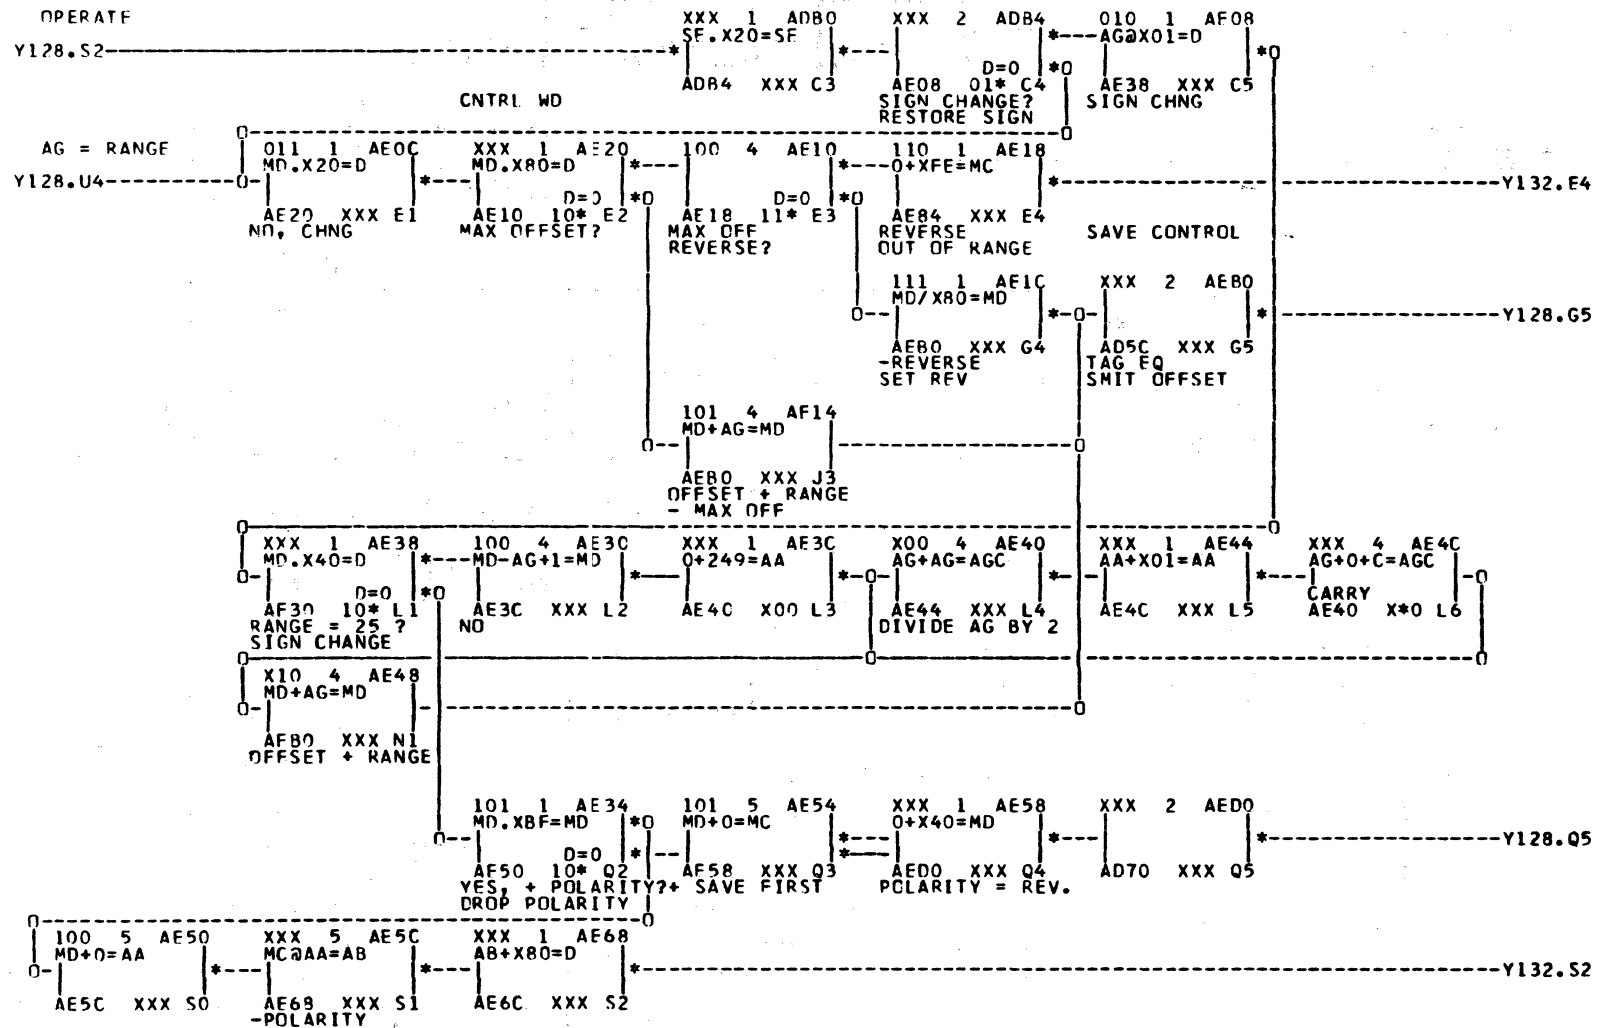 OPERATE
XXX 1 ADB0 XXX 2 ADB4 010 1 AE08
SE.X20=SE AG@X01=D
Y128.S2
D=0
ADB4 XXX C3 AE08 01* C4 AE38 XXX C5
CNTRL WD SIGN CHANGE? SIGN CHNG
RESTORE SIGN
AG = RANGE
011 1 AE0C XXX 1 AE20 100 4 AE10 110 1 AE18
MD.X20=D MD.X80=D 0+XFE=MC
Y128.U4 Y132.E4
D=0 D=0
AE20 XXX E1 AE10 10* E2 AE18 11* E3 AE84 XXX E4
NO, CHNG MAX OFFSET? MAX OFF REVERSE SAVE CONTROL
REVERSE? OUT OF RANGE
111 1 AE1C XXX 2 AEB0
MD/X80=MD
Y128.G5
AEB0 XXX G4 AD5C XXX G5
-REVERSE TAG EQ
SET REV SMIT OFFSET
101 4 AF14
MD+AG=MD
AEB0 XXX J3
OFFSET + RANGE
- MAX OFF
XXX 1 AE38 100 4 AE30 XXX 1 AE3C X00 4 AE40 XXX 1 AE44 XXX 4 AE4C
MD.X40=D MD-AG+1=MD 0+249=AA AG+AG=AGC AA+X01=AA AG+0+C=AGC
D=0 CARRY
AE30 10* L1 AE3C XXX L2 AE40 X00 L3 AE44 XXX L4 AE4C XXX L5 AE40 X*0 L6
RANGE = 25 ? NO DIVIDE AG BY 2
SIGN CHANGE
X10 4 AE48
MD+AG=MD
AEB0 XXX N1
OFFSET + RANGE
101 1 AE34 101 5 AE54 XXX 1 AE58 XXX 2 AED0
MD.XBF=MD MD+0=MC 0+X40=MD
Y128.Q5
D=0
AE50 10* Q2 AE58 XXX Q3 AED0 XXX Q4 AD70 XXX Q5
YES, + POLARITY?+ SAVE FIRST POLARITY = REV.
DROP POLARITY
100 5 AE50 XXX 5 AE5C XXX 1 AE68
MD+0=AA MC@AA=AB AB+X80=D
Y132.S2
AE5C XXX S0 AE68 XXX S1 AE6C XXX S2
-POLARITY